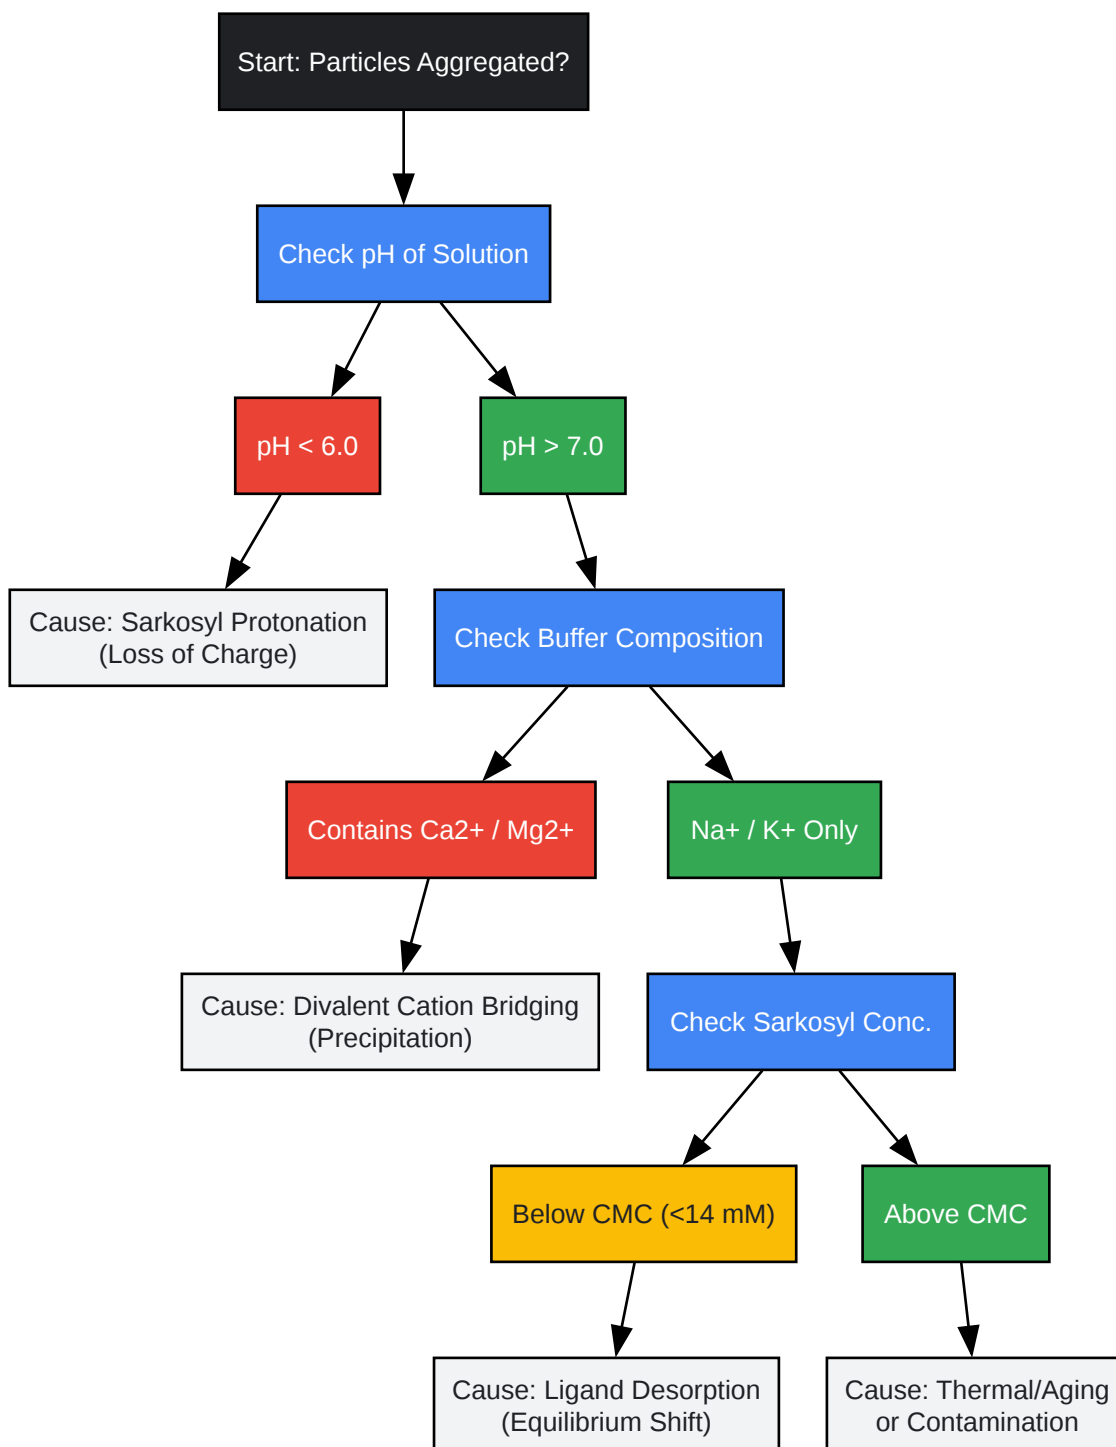 Start: Particles Aggregated?
Check pH of Solution
pH < 6.0
pH > 7.0
Cause: Sarkosyl Protonation
(Loss of Charge)
Check Buffer Composition
Contains Ca2+ / Mg2+
Na+ / K+ Only
Cause: Divalent Cation Bridging
(Precipitation)
Check Sarkosyl Conc.
Below CMC (<14 mM)
Above CMC
Cause: Ligand Desorption
(Equilibrium Shift)
Cause: Thermal/Aging
or Contamination